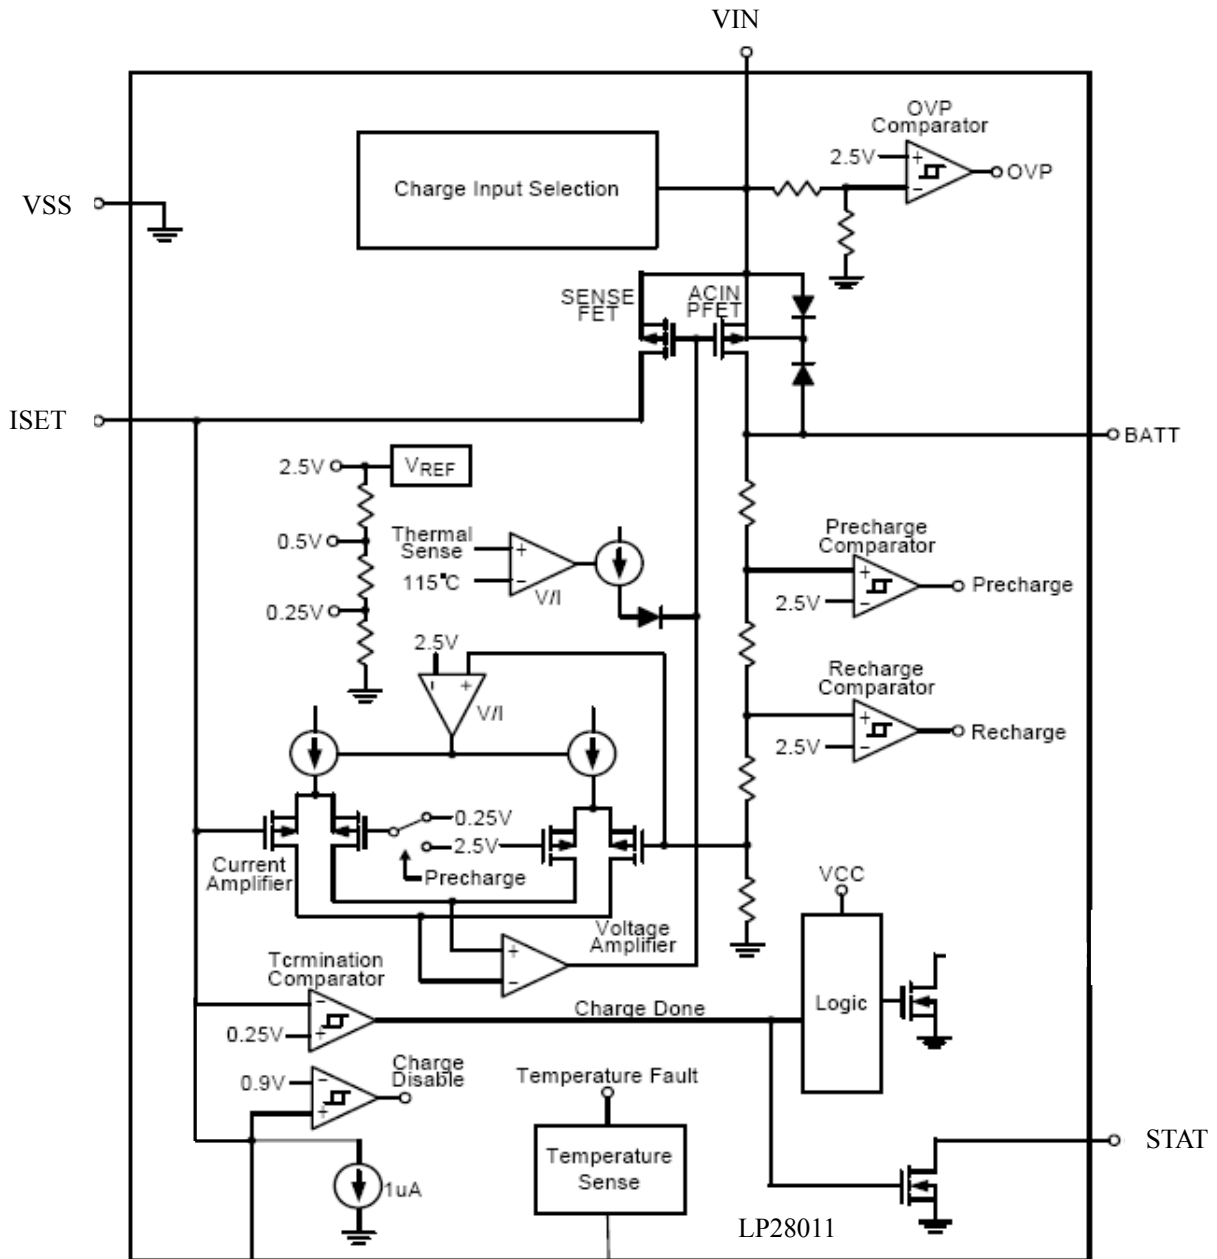 VIN
OVP
Comparator
2.5V
+
−
OVP
Charge Input Selection
VSS
SENSE
FET
ACIN
PFET
ISET
BATT
2.5V
VREF
0.5V
0.25V
Thermal
Sense
115°C
+
−
V/I
Precharge
Comparator
+
2.5V
−
Precharge
2.5V
−
+
V/I
Recharge
Comparator
+
2.5V
−
Recharge
0.25V
2.5V
Precharge
Current
Amplifier
Voltage
Amplifier
+
−
VCC
Logic
Tcrmination
Comparator
−
0.25V
+
Charge Done
0.9V
−
+
Charge
Disable
Temperature Fault
Temperature
Sense
1uA
STAT
LP28011